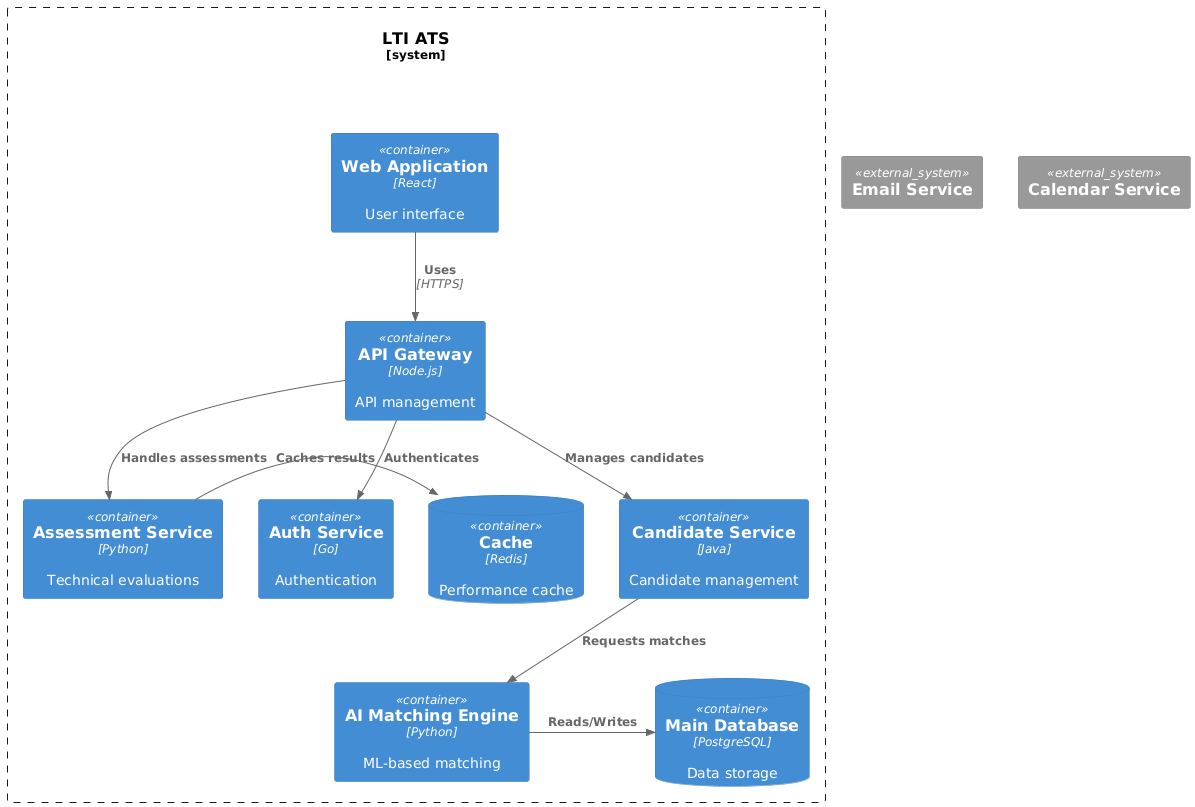 LTI ATS
[system]
«container»
Web Application
[React]
User interface
«external_system»
Email Service
«external_system»
Calendar Service
Uses
[HTTPS]
«container»
API Gateway
[Node.js]
API management
Handles assessments
Caches results
Authenticates
Manages candidates
«container»
Assessment Service
[Python]
Technical evaluations
«container»
Auth Service
[Go]
Authentication
«container»
Cache
[Redis]
Performance cache
«container»
Candidate Service
[Java]
Candidate management
Requests matches
«container»
AI Matching Engine
[Python]
ML-based matching
Reads/Writes
«container»
Main Database
[PostgreSQL]
Data storage